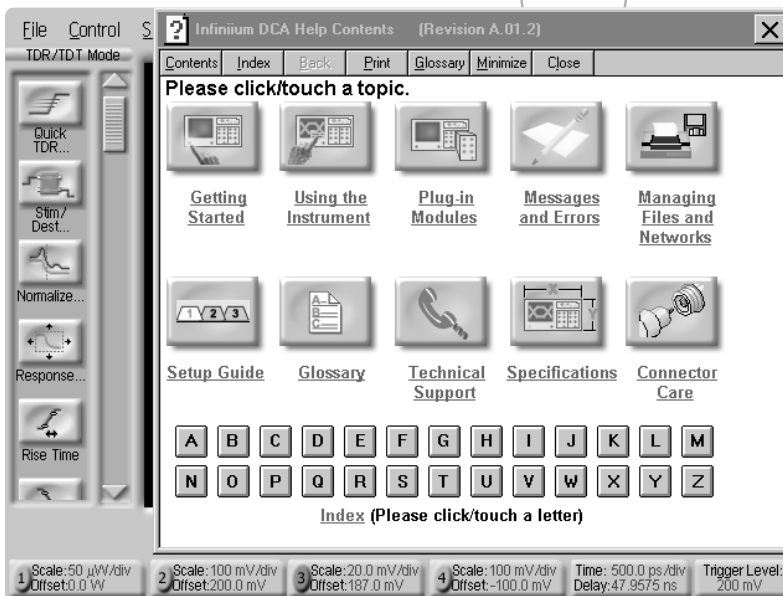 File Control S
TDR/TDT Mode
Quick
TDR...
Stim/
Dest...
Normalize...
Response...
Rise Time
? Infiniium DCA Help Contents (Revision A.01.2) X
Contents Index Back Print Glossary Minimize Close
Please click/touch a topic.
Getting
Started
Using the
Instrument
Plug-in
Modules
Messages
and Errors
Managing
Files and
Networks
1 2 3
A
B
C
X
Y
Setup Guide
Glossary
Technical
Support
Specifications
Connector
Care
A B C D E F G H I J K L M
N O P Q R S T U V W X Y Z
Index (Please click/touch a letter)
1 Scale:50 µW/div
Offset:0.0 W
2 Scale:100 mV/div
Offset:200.0 mV
3 Scale:20.0 mV/div
Offset:187.0 mV
4 Scale:100 mV/div
Offset:-100.0 mV
Time: 500.0 ps/div
Delay:47.9575 ns
Trigger Level:
200 mV